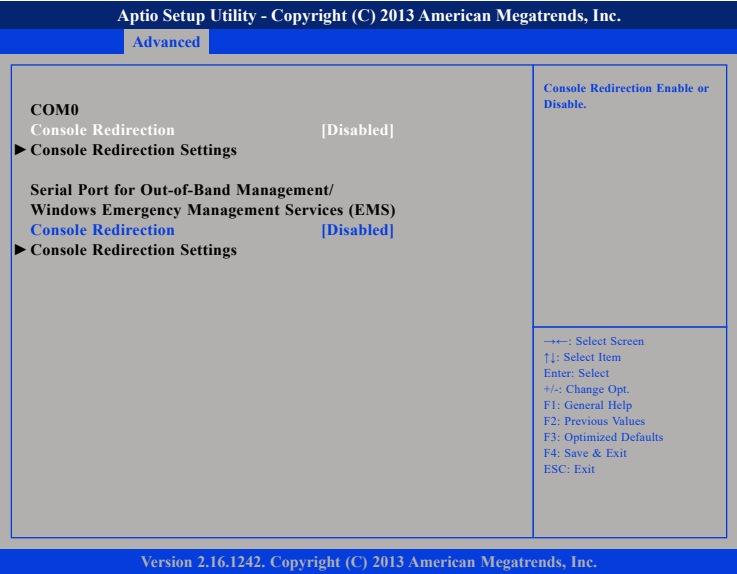 Aptio Setup Utility - Copyright (C) 2013 American Megatrends, Inc.
Advanced
COM0
Console Redirection [Disabled]
► Console Redirection Settings
Serial Port for Out-of-Band Management/
Windows Emergency Management Services (EMS)
Console Redirection [Disabled]
► Console Redirection Settings
Console Redirection Enable or
Disable.
→←: Select Screen
↑↓: Select Item
Enter: Select
+/-: Change Opt.
F1: General Help
F2: Previous Values
F3: Optimized Defaults
F4: Save & Exit
ESC: Exit
Version 2.16.1242. Copyright (C) 2013 American Megatrends, Inc.